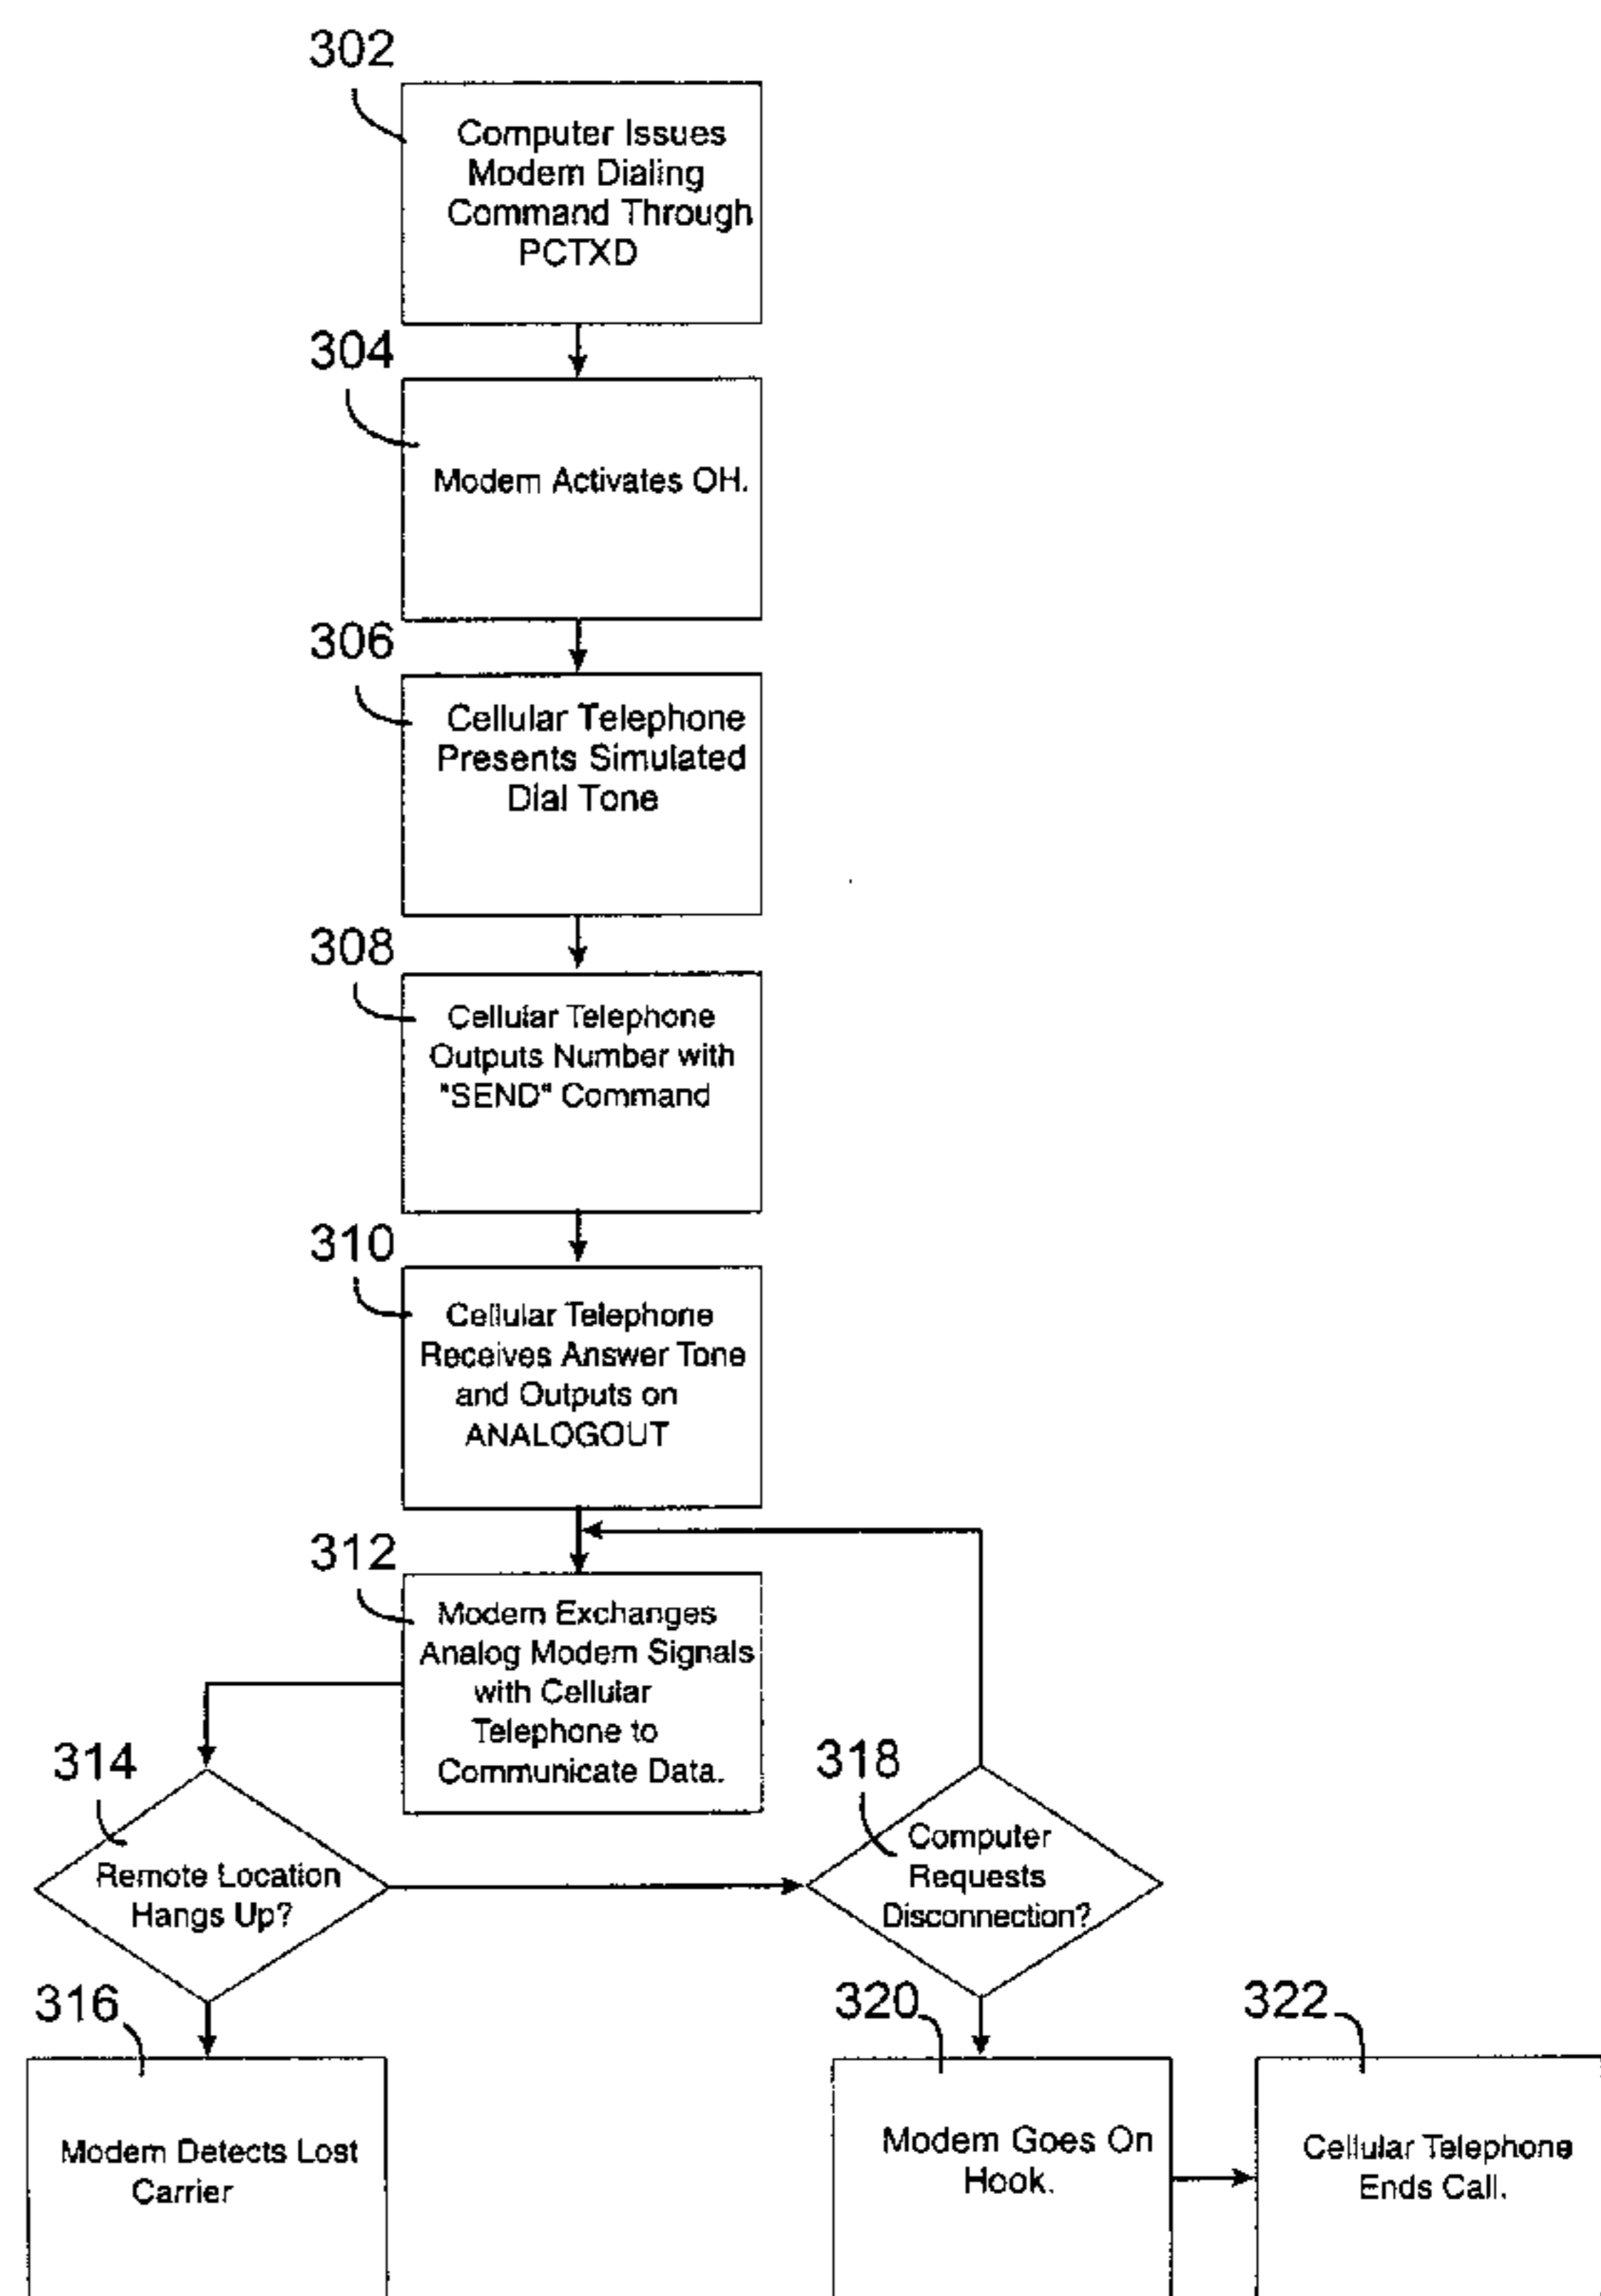 302
Computer Issues
Modem Dialing
Command Through
PCTXD
304
Modem Activates OH.
306
Cellular Telephone
Presents Simulated
Dial Tone
308
Cellular Telephone
Outputs Number with
"SEND" Command
310
Cellular Telephone
Receives Answer Tone
and Outputs on
ANALOGOUT
312
Modem Exchanges
Analog Modem Signals
with Cellular
Telephone to
Communicate Data.
314
Remote Location
Hangs Up?
318
Computer
Requests
Disconnection?
316
Modem Detects Lost
Carrier
320
Modem Goes On
Hook.
322
Cellular Telephone
Ends Call.